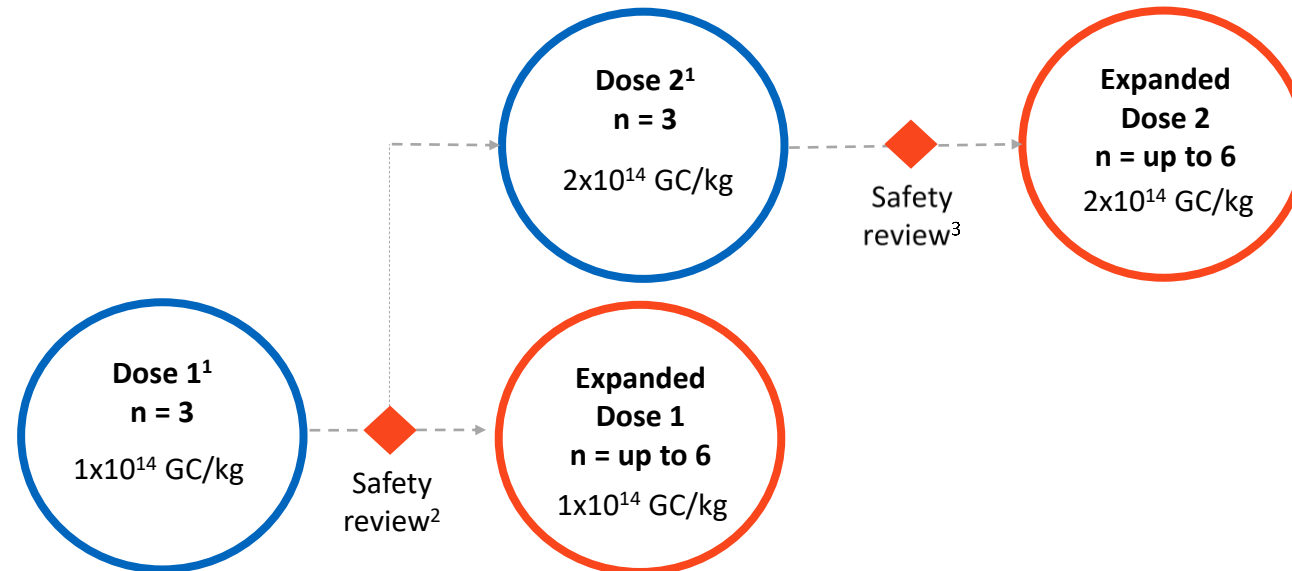 Dose 2¹
n = 3
2x10¹⁴ GC/kg
Safety
review³
Expanded
Dose 2
n = up to 6
2x10¹⁴ GC/kg
Dose 1¹
n = 3
1x10¹⁴ GC/kg
Safety
review²
Expanded
Dose 1
n = up to 6
1x10¹⁴ GC/kg